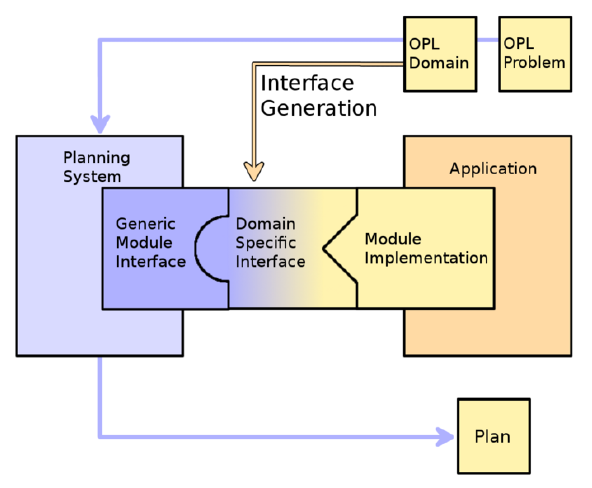 OPL
Domain
OPL
Problem
Interface
Generation
Planning
System
Application
Generic
Module
Interface
Domain
Specific
Interface
Module
Implementation
Plan